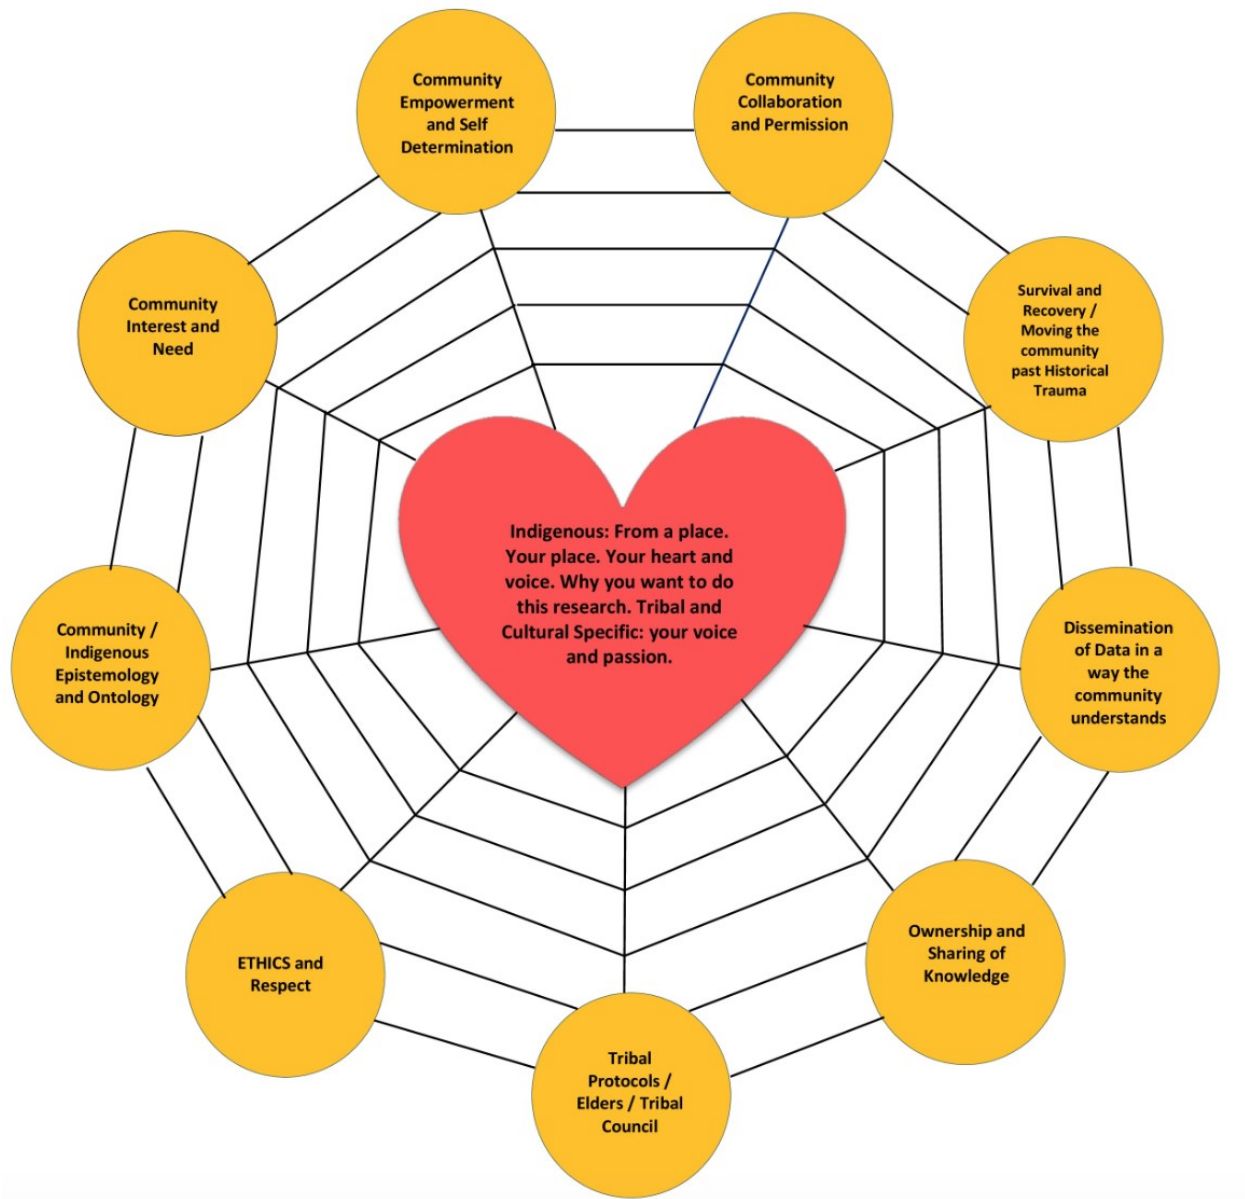 Community
Empowerment
and Self
Determination
Community
Collaboration
and Permission
Survival and
Recovery /
Moving the
community
past Historical
Trauma
Dissemination
of Data in a
way the
community
understands
Ownership and
Sharing of
Knowledge
Tribal
Protocols /
Elders / Tribal
Council
ETHICS and
Respect
Community /
Indigenous
Epistemology
and Ontology
Community
Interest and
Need
Indigenous: From a place.
Your place. Your heart and
voice. Why you want to do
this research. Tribal and
Cultural Specific: your voice
and passion.